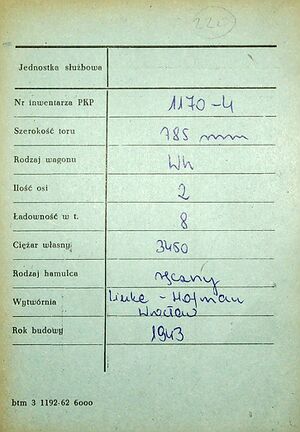 221
Jednostka służbowa
Nr inwentarza PKP 1170-4
Szerokość toru 785 mm
Rodzaj wagonu Wh
Ilość osi 2
Ładowność w t. 8
Ciężar własny 3450
Rodzaj hamulca ręczny
Wytwórnia Linke-Hofman
Wrocław
Rok budowy 1943
btm 3 1192-62 6000